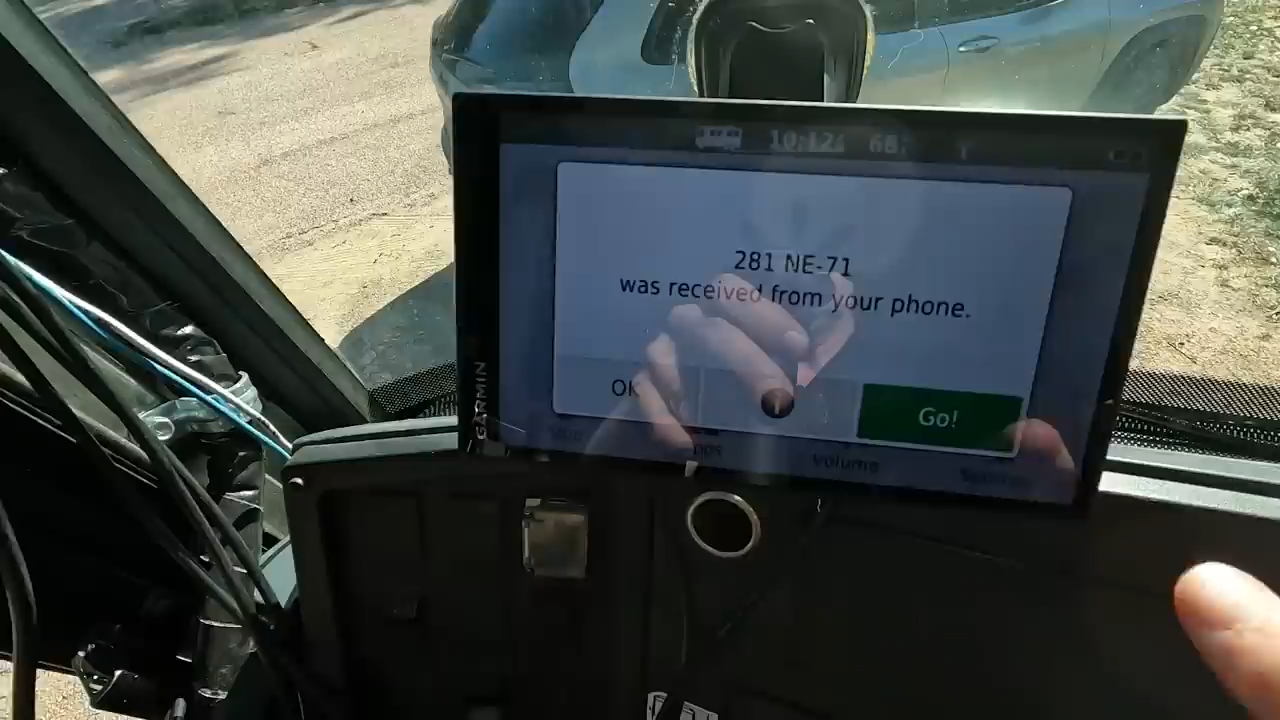 281 NE-71
was received from your phone.
OK
Go!
Volume
GARMIN